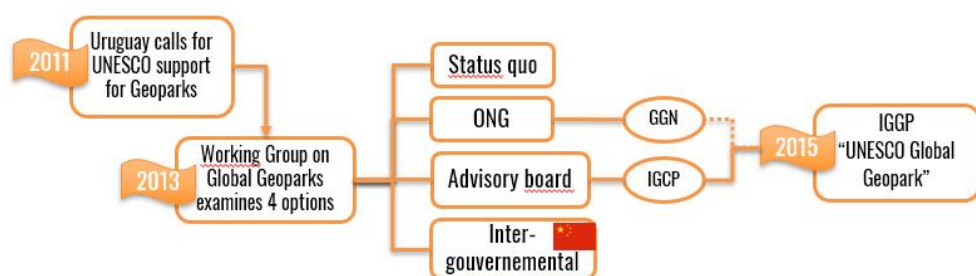 2011
Uruguay calls for
UNESCO support
for Geoparks
2013
Working Group on
Global Geoparks
examines 4 options
Status quo
ONG
GGN
Advisory board
IGCP
Inter-
gouvernemental
2015
IGGP
“UNESCO Global
Geopark”